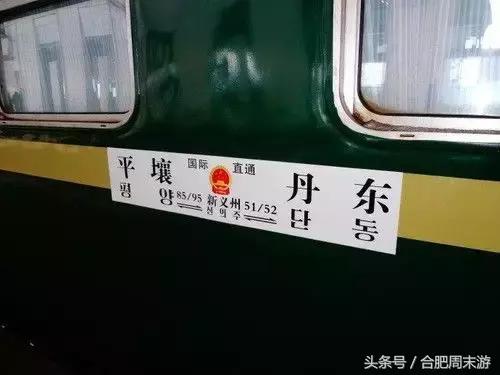 国际 直通
平壤 丹东
85/95 新义州 51/52
평양 신의주 단동
头条号 / 合肥周末游